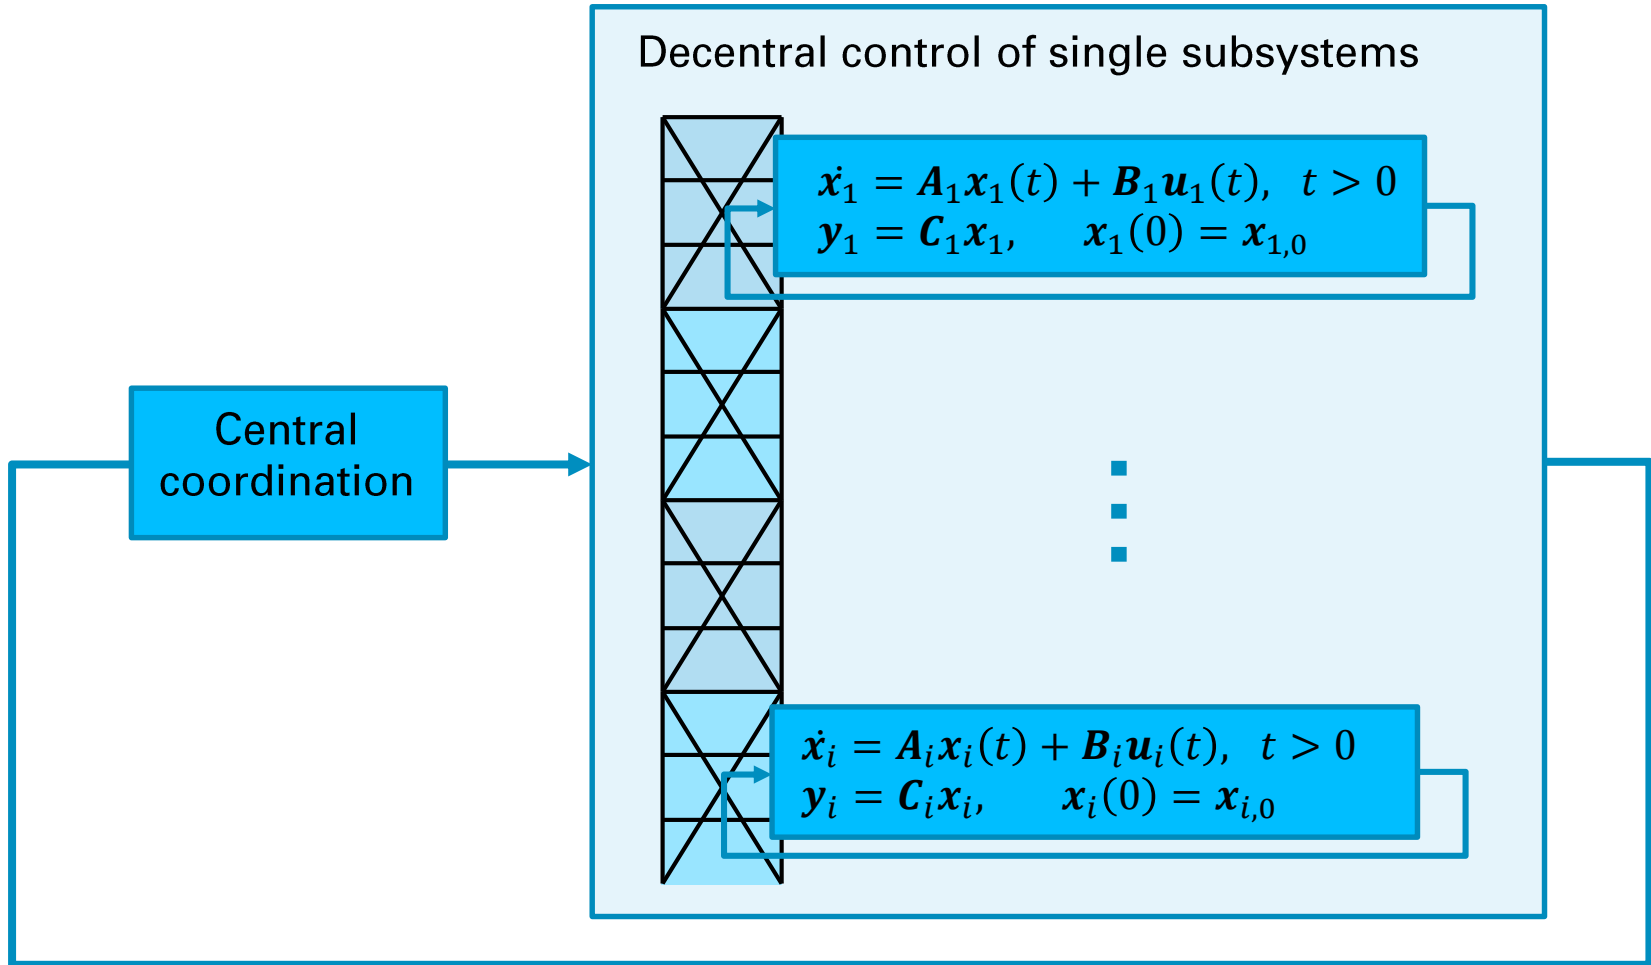 Decentral control of single subsystems
ẋ₁ = A₁x₁(t) + B₁u₁(t), t > 0
y₁ = C₁x₁, x₁(0) = x₁,₀
Central
coordination
ẋᵢ = Aᵢxᵢ(t) + Bᵢuᵢ(t), t > 0
yᵢ = Cᵢxᵢ, xᵢ(0) = xᵢ,₀